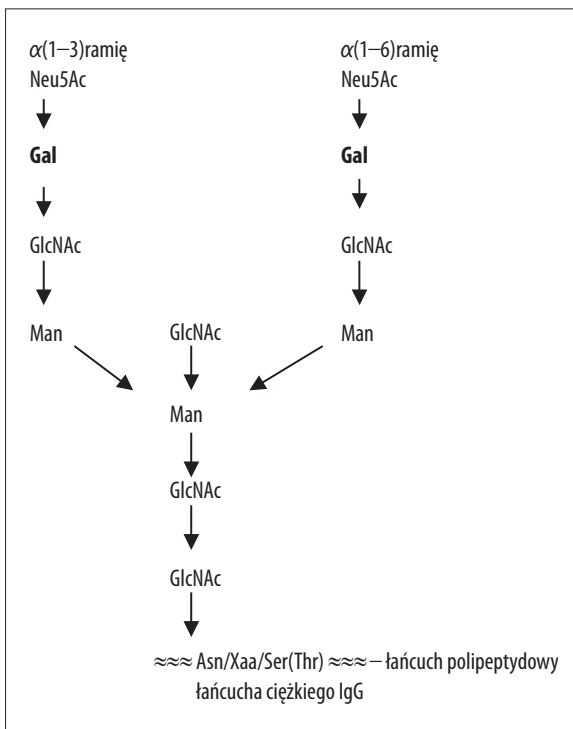 α(1–3)ramię α(1–6)ramię
Neu5Ac Neu5Ac
Gal Gal
GlcNAc GlcNAc
Man GlcNAc Man
Man
GlcNAc
GlcNAc
≈≈≈ Asn/Xaa/Ser(Thr) ≈≈≈ – łańcuch polipeptydowy
łańcucha ciężkiego IgG